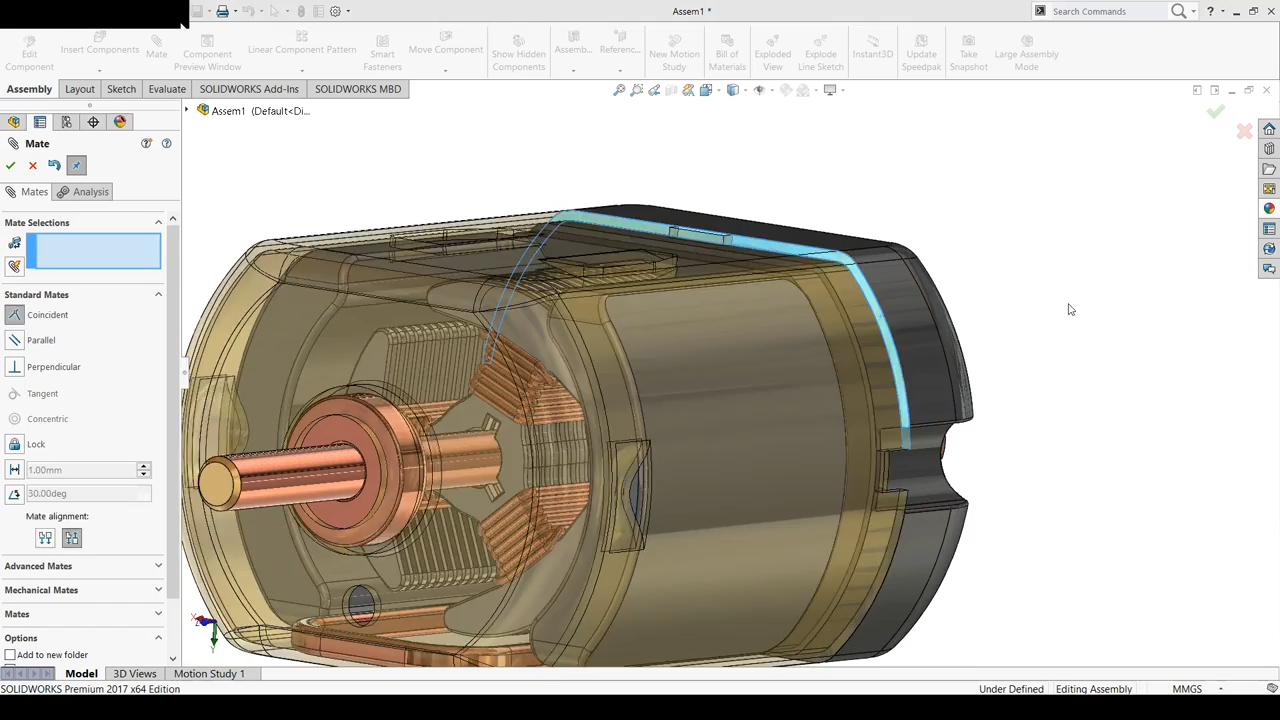 Assem1 *
Search Commands
Edit Component
Insert Components
Mate
Component Preview Window
Linear Component Pattern
Smart Fasteners
Move Component
Show Hidden Components
Assemb...
Referenc...
New Motion Study
Bill of Materials
Exploded View
Explode Line Sketch
Instant3D
Update Speedpak
Take Snapshot
Large Assembly Mode
Assembly
Layout
Sketch
Evaluate
SOLIDWORKS Add-Ins
SOLIDWORKS MBD
Assem1 (Default<Di...
Mate
Mates
Analysis
Mate Selections
Standard Mates
Coincident
Parallel
Perpendicular
Tangent
Concentric
Lock
1.00mm
30.00deg
Mate alignment:
Advanced Mates
Mechanical Mates
Mates
Options
Add to new folder
X
Z
Y
Model
3D Views
Motion Study 1
SOLIDWORKS Premium 2017 x64 Edition
Under Defined
Editing Assembly
MMGS